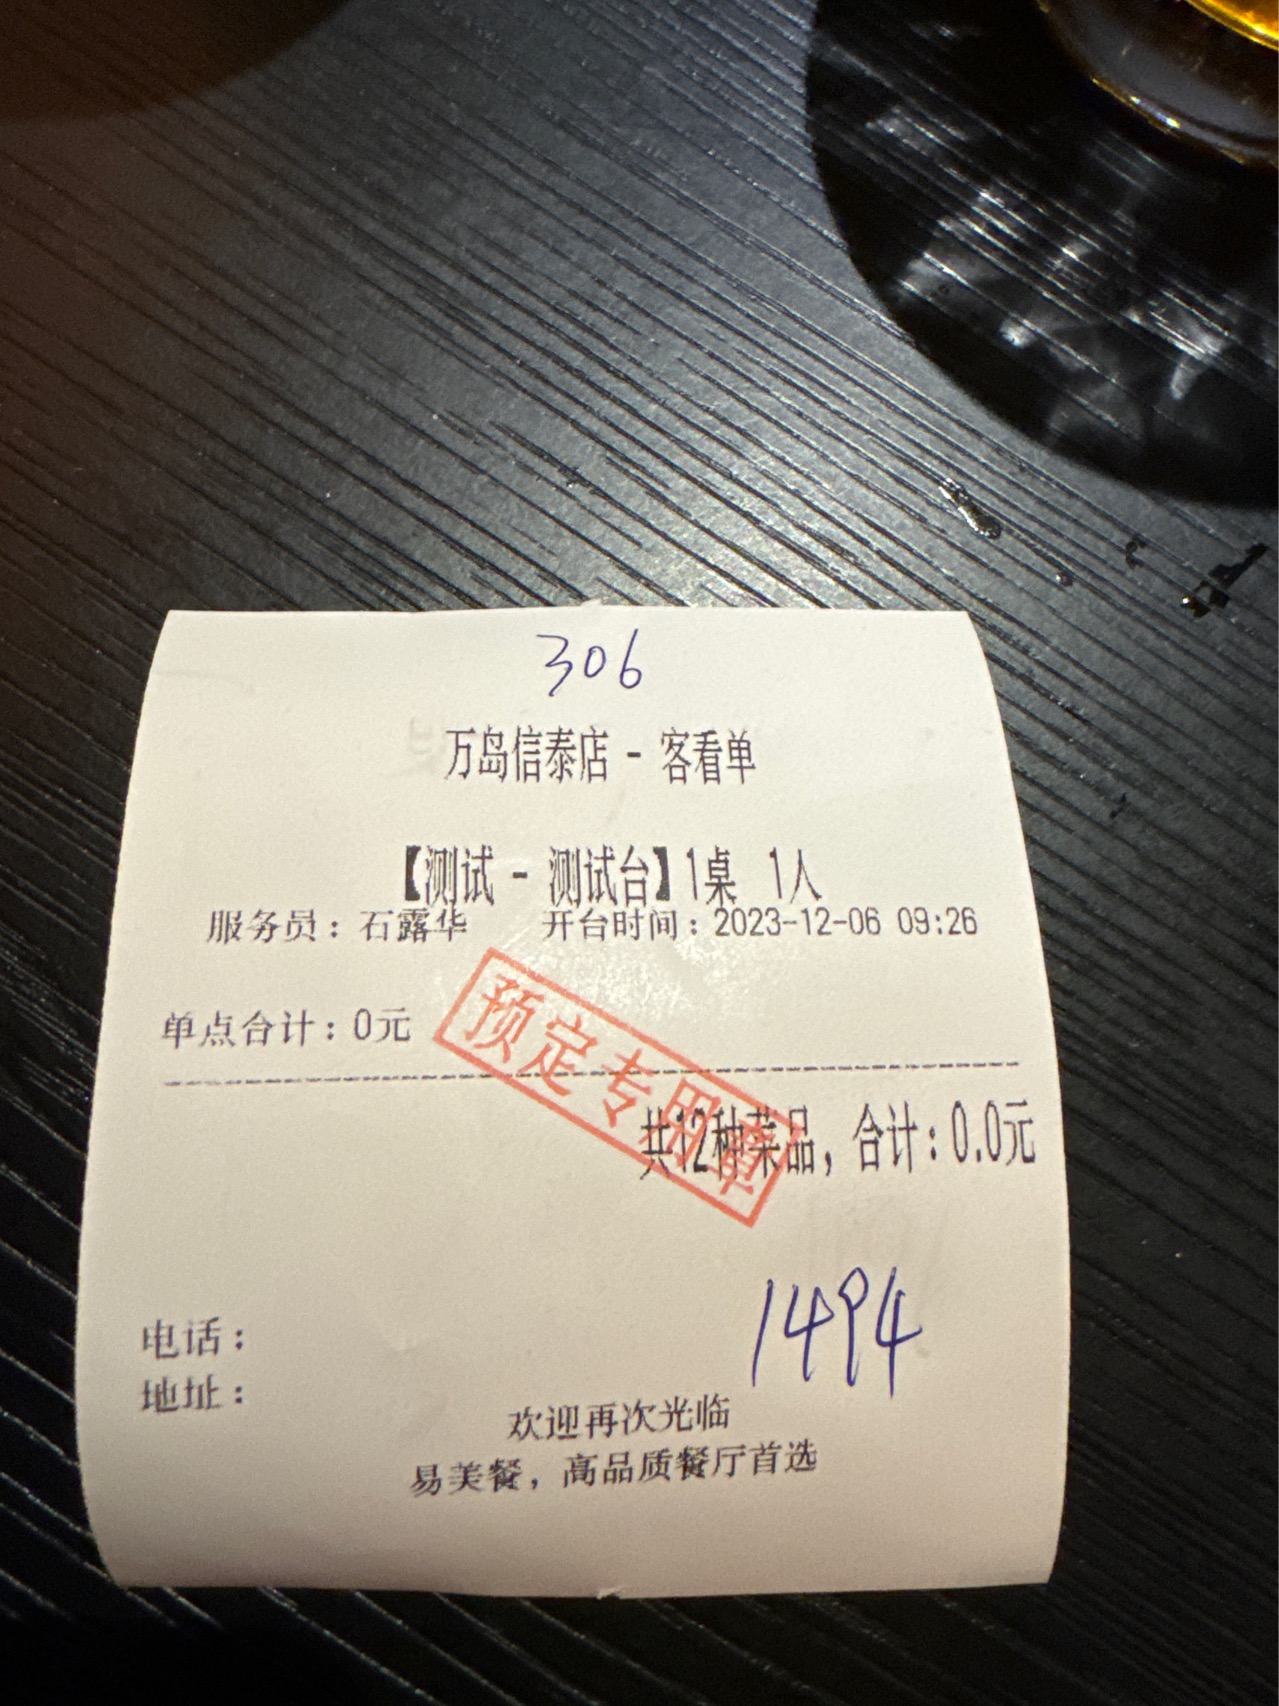 306
万岛信泰店 - 客看单
【测试 - 测试台】1桌 1人
服务员：石露华 开台时间：2023-12-06 09:26
单点合计：0元
预定专用章
共12种菜品，合计：0.0元
1494
电话：
地址：
欢迎再次光临
易美餐，高品质餐厅首选